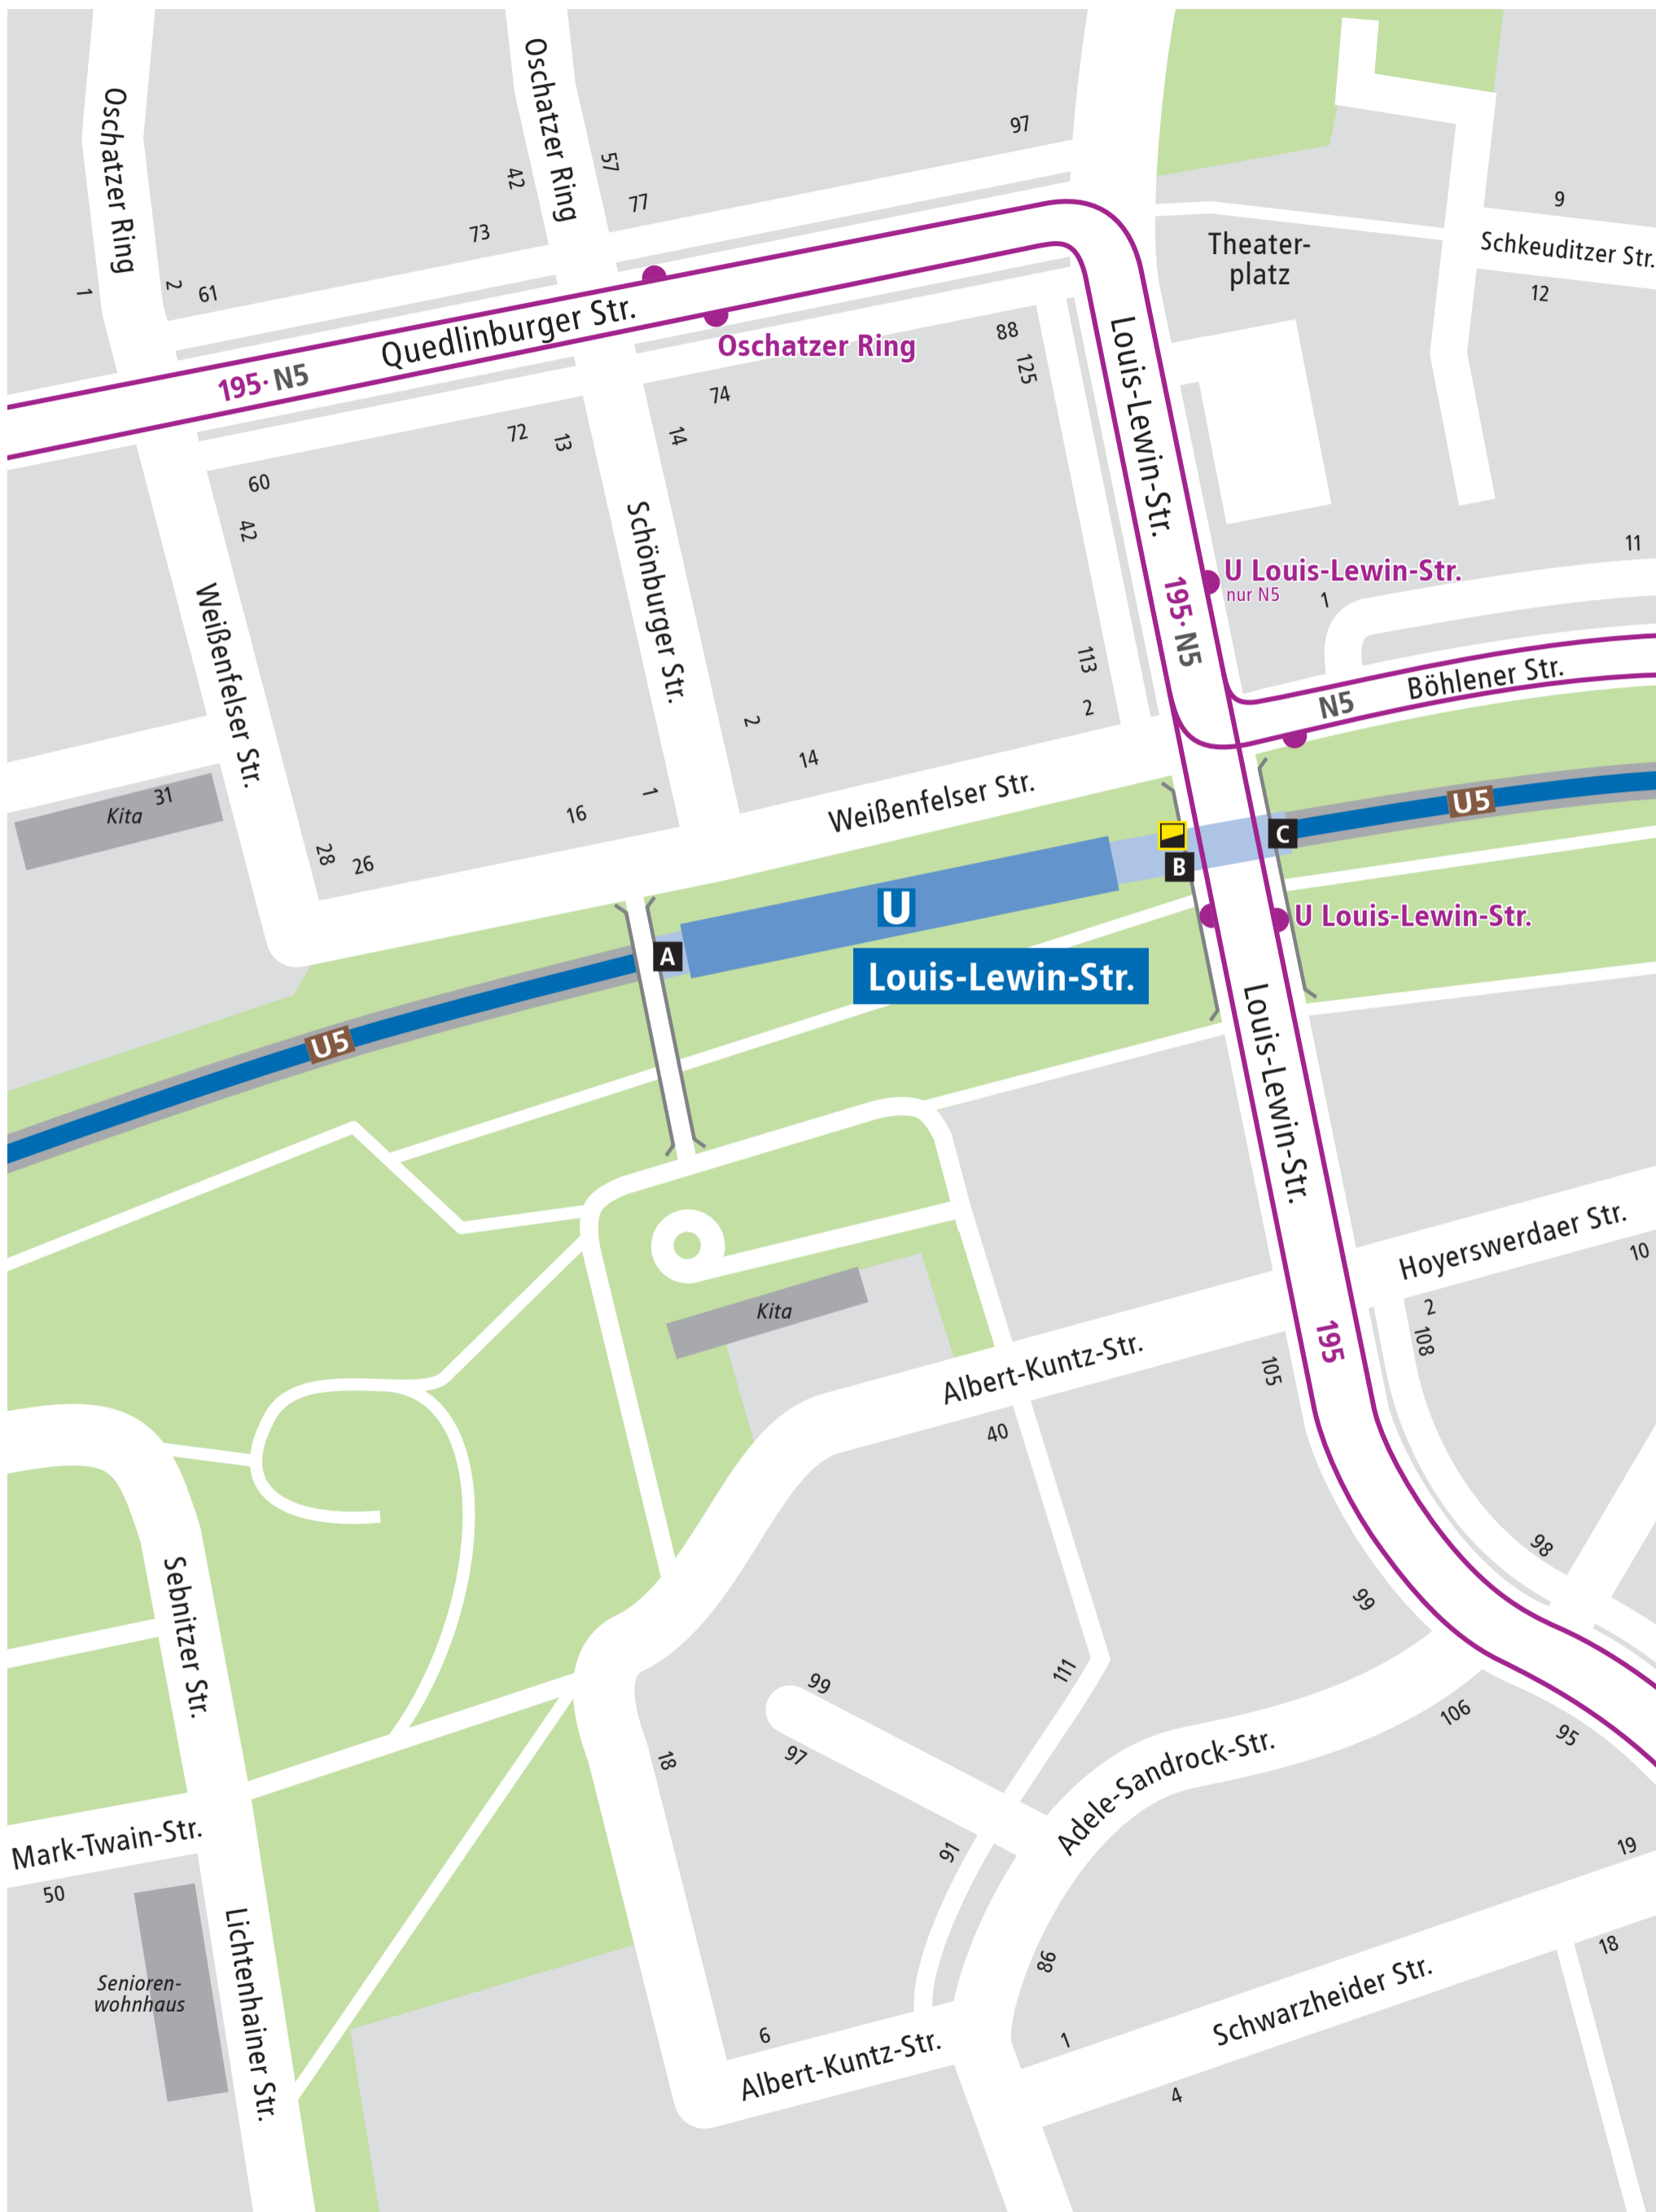 Oschatzer Ring
Oschatzer Ring
42
57
97
77
73
1
2
61
9
Schkeuditzer Str.
12
Theater-
platz
Quedlinburger Str.
195· N5
Oschatzer Ring
88
125
74
14
72
13
60
42
Louis-Lewin-Str.
Schönburger Str.
Weißenfelser Str.
195· N5
U Louis-Lewin-Str.
nur N5
1
11
113
2
2
14
Böhlener Str.
N5
Weißenfelser Str.
16
1
31
Kita
28
26
U5
C
B
U
A
Louis-Lewin-Str.
U Louis-Lewin-Str.
U5
Louis-Lewin-Str.
Hoyerswerdaer Str.
10
2
108
195
105
Kita
Albert-Kuntz-Str.
40
98
99
Sebnitzer Str.
111
99
97
18
106
95
Adele-Sandrock-Str.
91
Mark-Twain-Str.
50
19
18
Lichtenhainer Str.
Senioren-
wohnhaus
86
Schwarzheider Str.
6
1
4
Albert-Kuntz-Str.